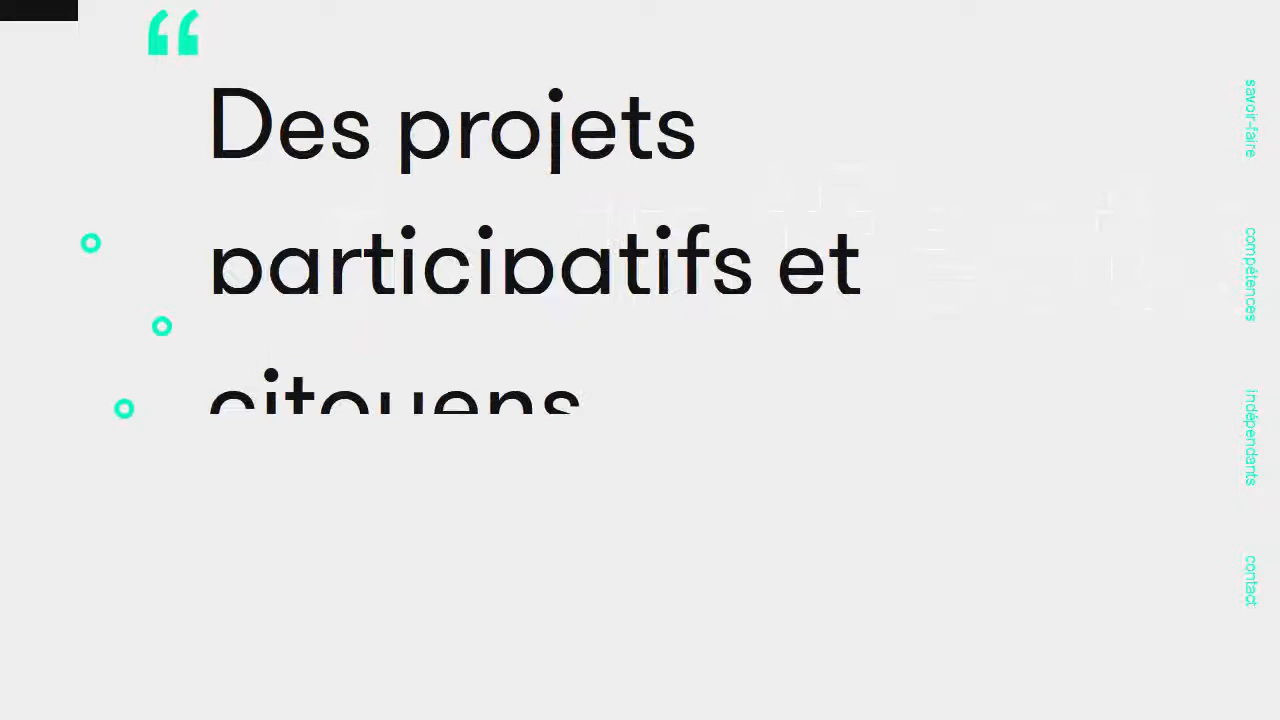 “
Des projets
participatifs et
citoyens
savoir-faire
compétences
indépendants
contact